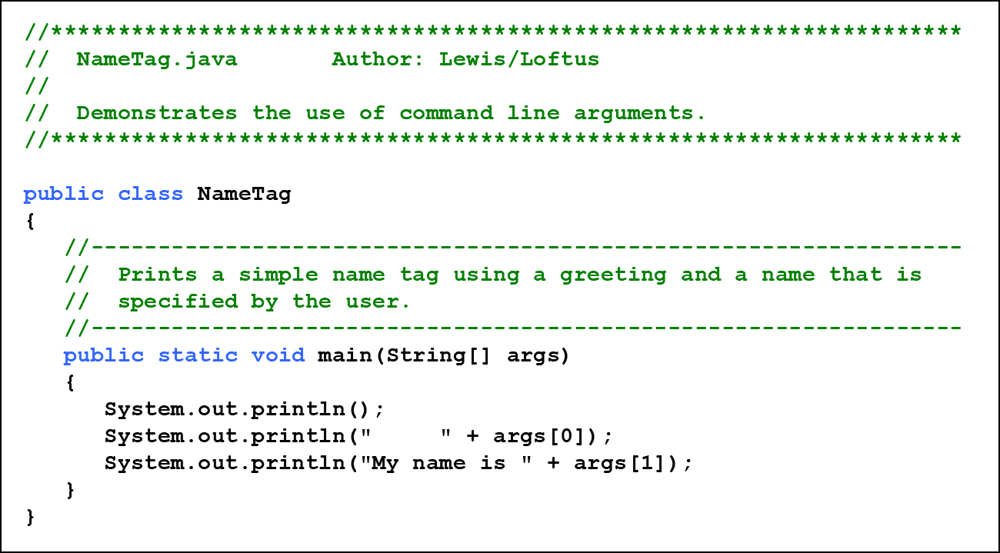 //********************************************************************
//  NameTag.java       Author: Lewis/Loftus
//
//  Demonstrates the use of command line arguments.
//********************************************************************
public class NameTag
{
   //-----------------------------------------------------------------
   //  Prints a simple name tag using a greeting and a name that is
   //  specified by the user.
   //-----------------------------------------------------------------
   public static void main(String[] args)
   {
      System.out.println();
      System.out.println("     " + args[0]);
      System.out.println("My name is " + args[1]);
   }
}